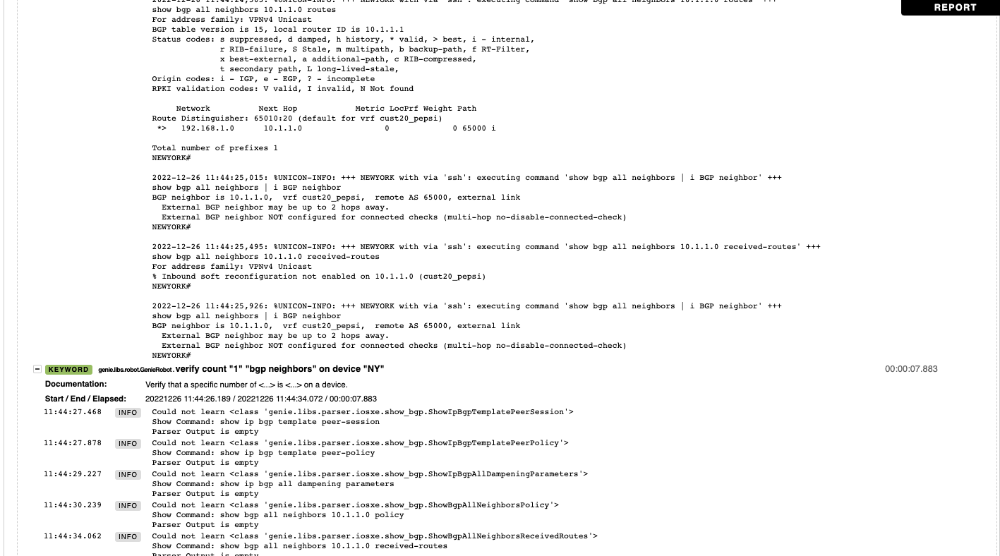 2022-12-26 11:44:24,505: %UNICON-INFO: +++ NEWYORK with via 'ssh': executing command 'show bgp all neighbors 10.1.1.0 routes' +++
REPORT
show bgp all neighbors 10.1.1.0 routes
For address family: VPNv4 Unicast
BGP table version is 15, local router ID is 10.1.1.1
Status codes: s suppressed, d damped, h history, * valid, > best, i - internal,
r RIB-failure, S Stale, m multipath, b backup-path, f RT-Filter,
x best-external, a additional-path, c RIB-compressed,
t secondary path, L long-lived-stale,
Origin codes: i - IGP, e - EGP, ? - incomplete
RPKI validation codes: V valid, I invalid, N Not found
Network Next Hop Metric LocPrf Weight Path
Route Distinguisher: 65010:20 (default for vrf cust20_pepsi)
*> 192.168.1.0 10.1.1.0 0 0 65000 i
Total number of prefixes 1
NEWYORK#
2022-12-26 11:44:25,015: %UNICON-INFO: +++ NEWYORK with via 'ssh': executing command 'show bgp all neighbors | i BGP neighbor' +++
show bgp all neighbors | i BGP neighbor
BGP neighbor is 10.1.1.0, vrf cust20_pepsi, remote AS 65000, external link
External BGP neighbor may be up to 2 hops away.
External BGP neighbor NOT configured for connected checks (multi-hop no-disable-connected-check)
NEWYORK#
2022-12-26 11:44:25,495: %UNICON-INFO: +++ NEWYORK with via 'ssh': executing command 'show bgp all neighbors 10.1.1.0 received-routes' +++
show bgp all neighbors 10.1.1.0 received-routes
For address family: VPNv4 Unicast
% Inbound soft reconfiguration not enabled on 10.1.1.0 (cust20_pepsi)
NEWYORK#
2022-12-26 11:44:25,926: %UNICON-INFO: +++ NEWYORK with via 'ssh': executing command 'show bgp all neighbors | i BGP neighbor' +++
show bgp all neighbors | i BGP neighbor
BGP neighbor is 10.1.1.0, vrf cust20_pepsi, remote AS 65000, external link
External BGP neighbor may be up to 2 hops away.
External BGP neighbor NOT configured for connected checks (multi-hop no-disable-connected-check)
NEWYORK#
KEYWORD genie.libs.robot.GenieRobot. verify count "1" "bgp neighbors" on device "NY" 00:00:07.883
Documentation: Verify that a specific number of <...> is <...> on a device.
Start / End / Elapsed: 20221226 11:44:26.189 / 20221226 11:44:34.072 / 00:00:07.883
11:44:27.468 INFO Could not learn <class 'genie.libs.parser.iosxe.show_bgp.ShowIpBgpTemplatePeerSession'>
Show Command: show ip bgp template peer-session
Parser Output is empty
11:44:27.878 INFO Could not learn <class 'genie.libs.parser.iosxe.show_bgp.ShowIpBgpTemplatePeerPolicy'>
Show Command: show ip bgp template peer-policy
Parser Output is empty
11:44:29.227 INFO Could not learn <class 'genie.libs.parser.iosxe.show_bgp.ShowIpBgpAllDampeningParameters'>
Show Command: show ip bgp all dampening parameters
Parser Output is empty
11:44:30.239 INFO Could not learn <class 'genie.libs.parser.iosxe.show_bgp.ShowBgpAllNeighborsPolicy'>
Show Command: show bgp all neighbors 10.1.1.0 policy
Parser Output is empty
11:44:34.062 INFO Could not learn <class 'genie.libs.parser.iosxe.show_bgp.ShowBgpAllNeighborsReceivedRoutes'>
Show Command: show bgp all neighbors 10.1.1.0 received-routes
Parser Output is empty